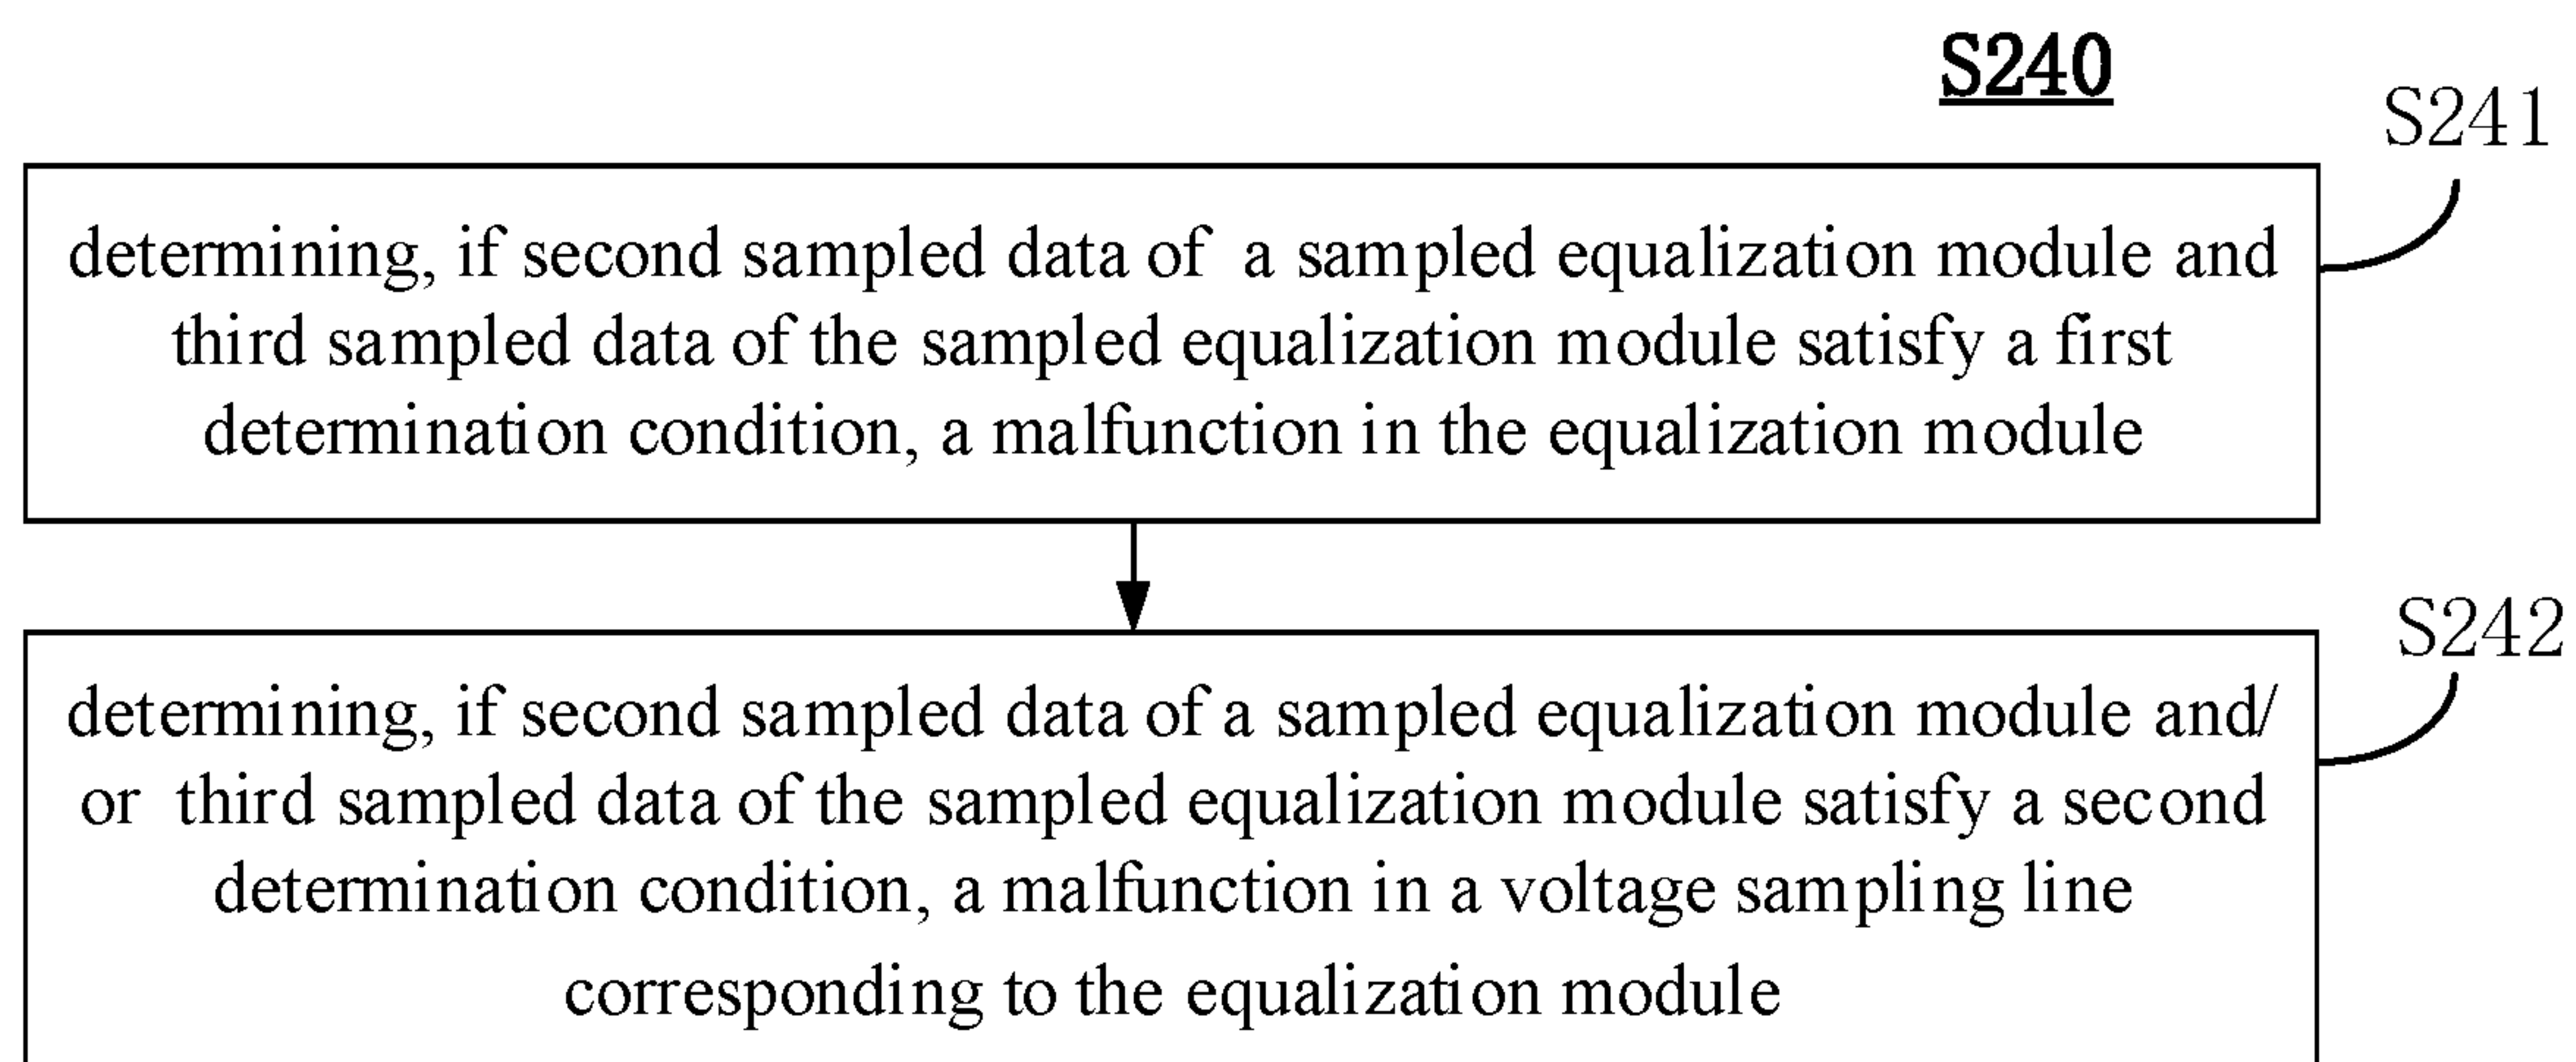 S240
S241
determining, if second sampled data of a sampled equalization module and
third sampled data of the sampled equalization module satisfy a first
determination condition, a malfunction in the equalization module
S242
determining, if second sampled data of a sampled equalization module and/
or third sampled data of the sampled equalization module satisfy a second
determination condition, a malfunction in a voltage sampling line
corresponding to the equalization module